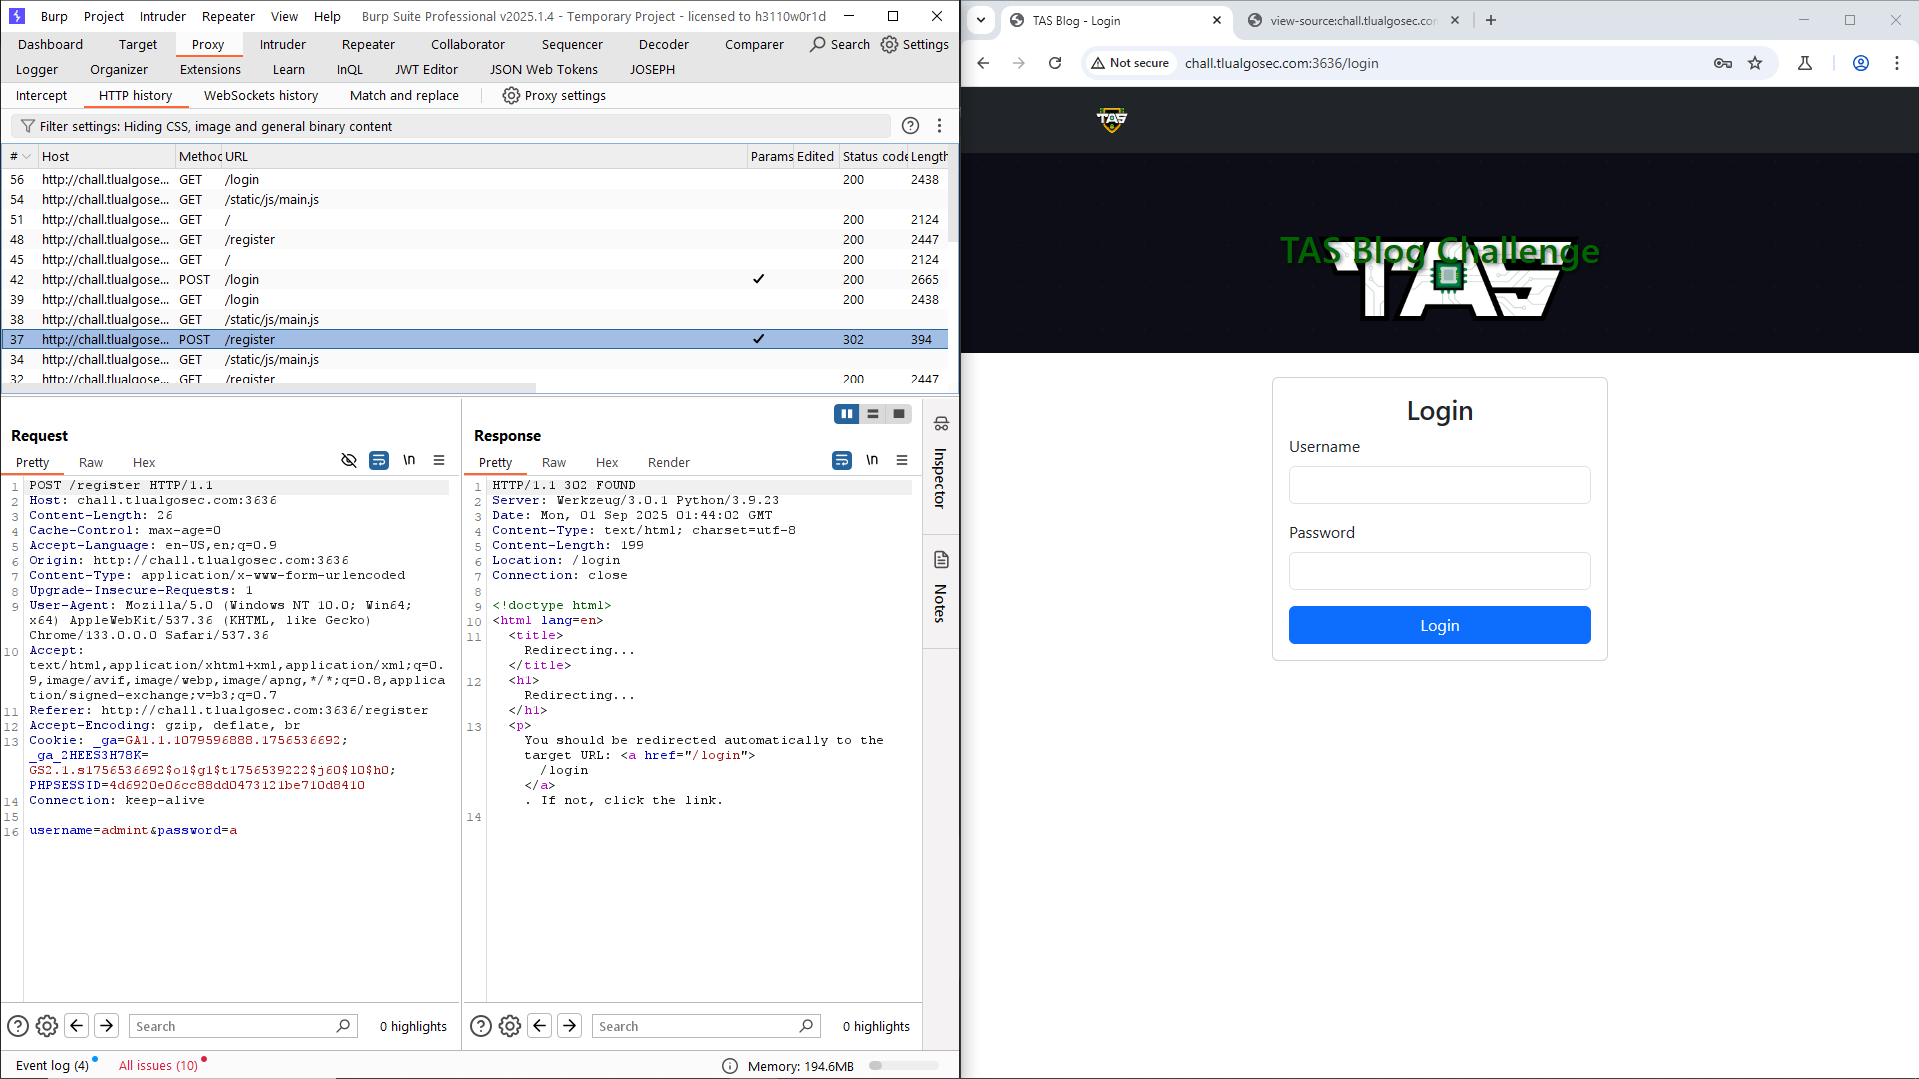 Burp Project Intruder Repeater View Help Burp Suite Professional v2025.1.4 - Temporary Project - licensed to h3110w0r1d
Dashboard Target Proxy Intruder Repeater Collaborator Sequencer Decoder Comparer Search Settings
Logger Organizer Extensions Learn InQL JWT Editor JSON Web Tokens JOSEPH
Intercept HTTP history WebSockets history Match and replace Proxy settings
Filter settings: Hiding CSS, image and general binary content
# Host Method URL Params Edited Status code Length
56 http://chall.tlualgose... GET /login 200 2438
54 http://chall.tlualgose... GET /static/js/main.js
51 http://chall.tlualgose... GET / 200 2124
48 http://chall.tlualgose... GET /register 200 2447
45 http://chall.tlualgose... GET / 200 2124
42 http://chall.tlualgose... POST /login ✓ 200 2665
39 http://chall.tlualgose... GET /login 200 2438
38 http://chall.tlualgose... GET /static/js/main.js
37 http://chall.tlualgose... POST /register ✓ 302 394
34 http://chall.tlualgose... GET /static/js/main.js
32 http://chall.tlualgose... GET /register 200 2447
Request
Pretty Raw Hex \n
1 POST /register HTTP/1.1
2 Host: chall.tlualgosec.com:3636
3 Content-Length: 26
4 Cache-Control: max-age=0
5 Accept-Language: en-US,en;q=0.9
6 Origin: http://chall.tlualgosec.com:3636
7 Content-Type: application/x-www-form-urlencoded
8 Upgrade-Insecure-Requests: 1
9 User-Agent: Mozilla/5.0 (Windows NT 10.0; Win64;
x64) AppleWebKit/537.36 (KHTML, like Gecko)
Chrome/133.0.0.0 Safari/537.36
10 Accept:
text/html,application/xhtml+xml,application/xml;q=0.
9,image/avif,image/webp,image/apng,*/*;q=0.8,applica
tion/signed-exchange;v=b3;q=0.7
11 Referer: http://chall.tlualgosec.com:3636/register
12 Accept-Encoding: gzip, deflate, br
13 Cookie: _ga=GA1.1.1079596888.1756536692;
_ga_2HEES3H78K=
GS2.1.s1756536692$o1$g1$t1756539222$j60$l0$h0;
PHPSESSID=4d6920e06cc88dd0473121be710d8410
14 Connection: keep-alive
15
16 username=admint&password=a
Search 0 highlights
Response
Pretty Raw Hex Render \n
1 HTTP/1.1 302 FOUND
2 Server: Werkzeug/3.0.1 Python/3.9.23
3 Date: Mon, 01 Sep 2025 01:44:02 GMT
4 Content-Type: text/html; charset=utf-8
5 Content-Length: 199
6 Location: /login
7 Connection: close
8
9 <!doctype html>
10 <html lang=en>
11 <title>
Redirecting...
</title>
12 <h1>
Redirecting...
</h1>
13 <p>
You should be redirected automatically to the
target URL: <a href="/login">
/login
</a>
. If not, click the link.
14
Search 0 highlights
Inspector
Notes
Event log (4) All issues (10) Memory: 194.6MB
TAS Blog - Login view-source:chall.tlualgosec.co
Not secure chall.tlualgosec.com:3636/login
TAS
TAS Blog Challenge
TAS
Login
Username
Password
Login